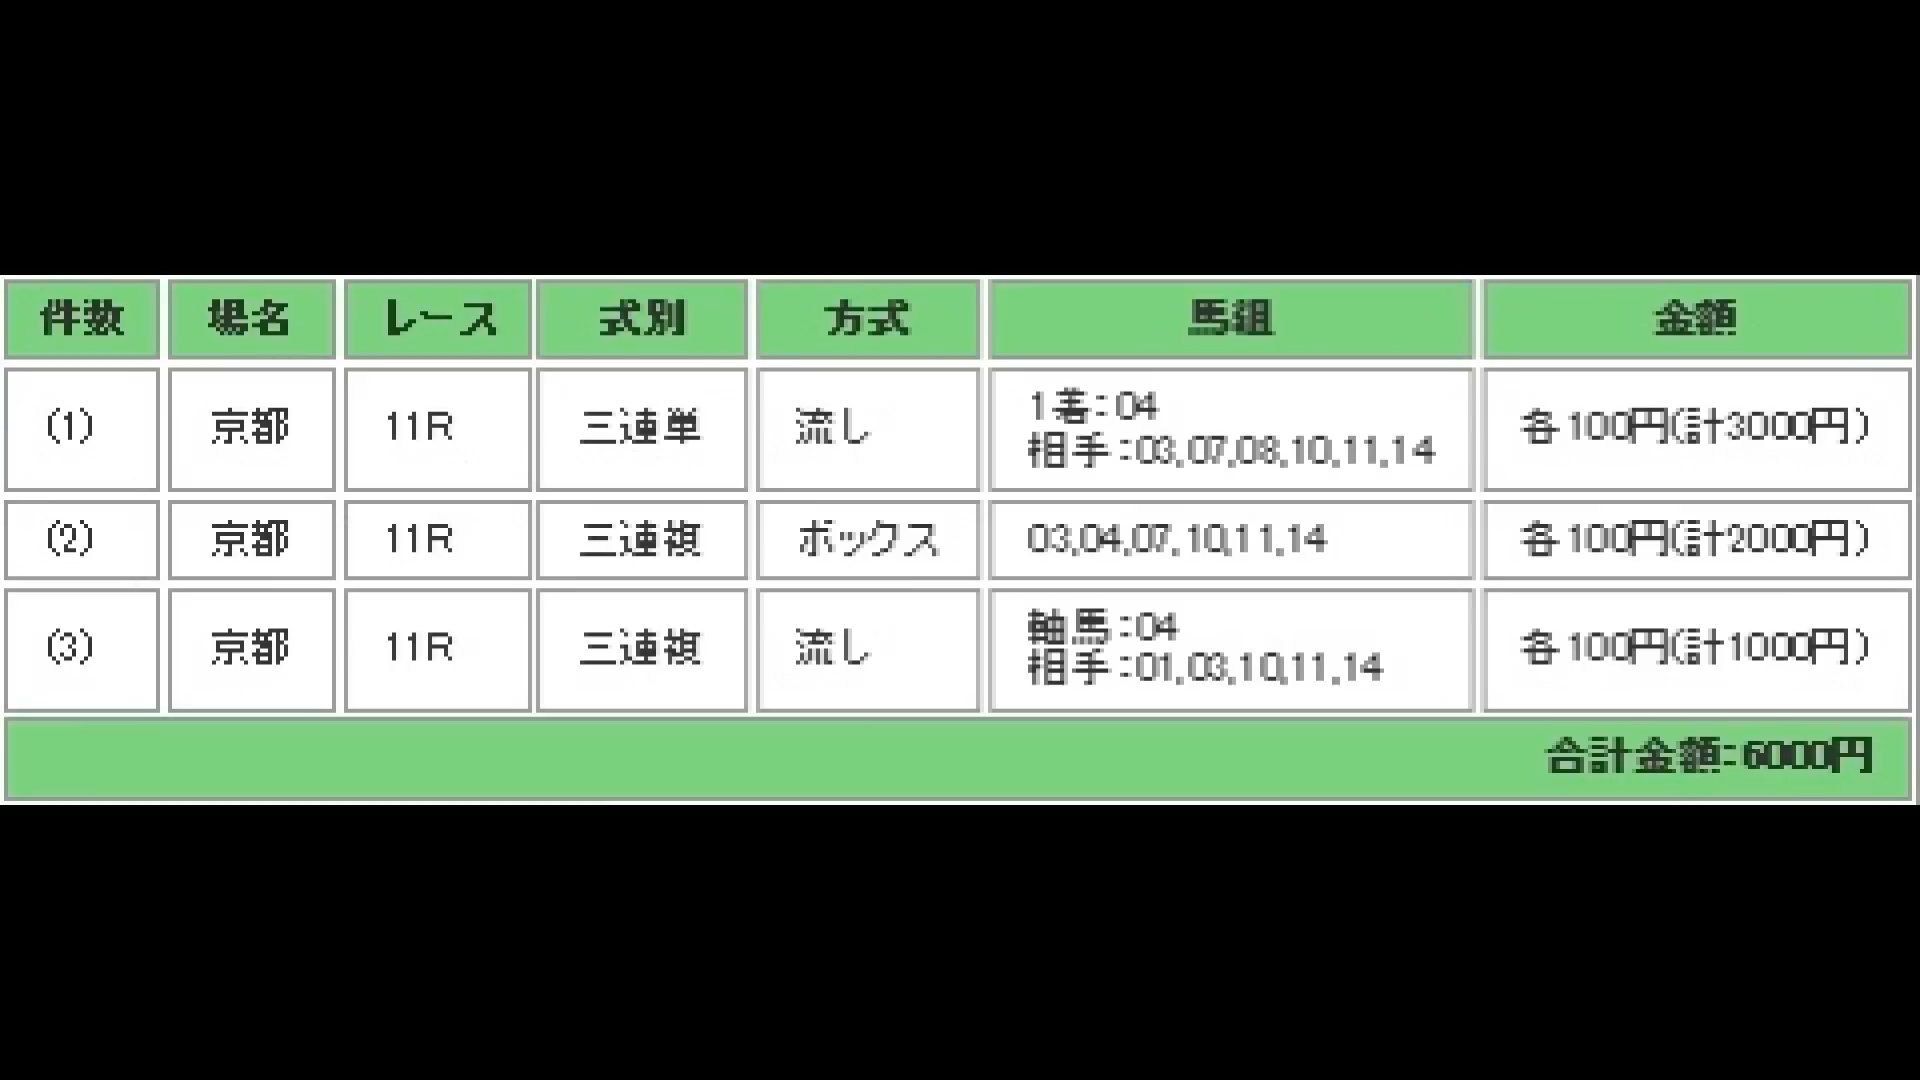 件数 場名 レース 式別 方式 馬組 金額
(1) 京都 11R 三連単 流し 1着:04 各100円(計3000円)
相手:03,07,08,10,11,14
(2) 京都 11R 三連複 ボックス 03,04,07,10,11,14 各100円(計2000円)
(3) 京都 11R 三連複 流し 軸馬:04 各100円(計1000円)
相手:01,03,10,11,14
合計金額:6000円